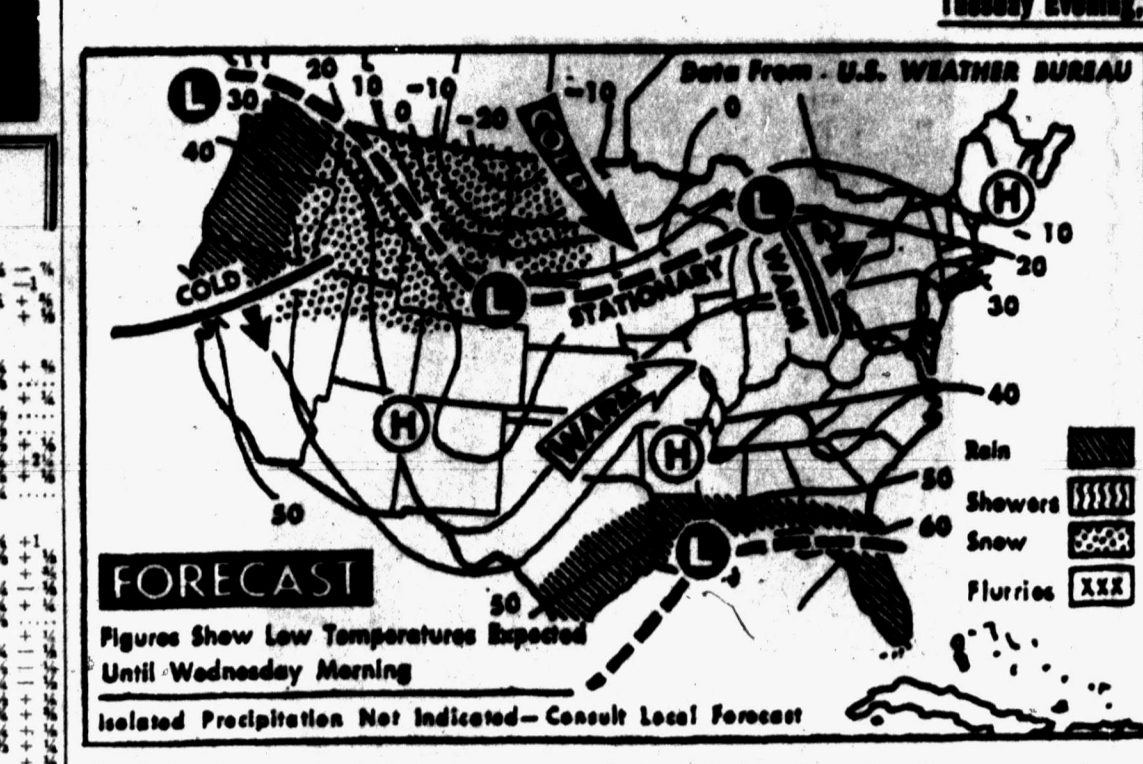 Tuesday Evening,
Data From - U.S. WEATHER BUREAU
L
30
20
10
0
-10
-20
-10
0
40
COLD
L
H
10
20
30
COLD
L
STATIONARY
WARM
40
H
WARM
H
50
50
60
L
50
Rain
Showers
Snow
Flurries
XXX
FORECAST
Figures Show Low Temperatures Expected
Until Wednesday Morning
Isolated Precipitation Not Indicated— Consult Local Forecast